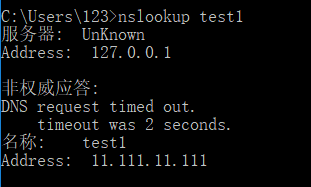 C:\Users\123>nslookup test1
服务器:  UnKnown
Address:  127.0.0.1

非权威应答:
DNS request timed out.
    timeout was 2 seconds.
名称:    test1
Address:  11.111.11.111